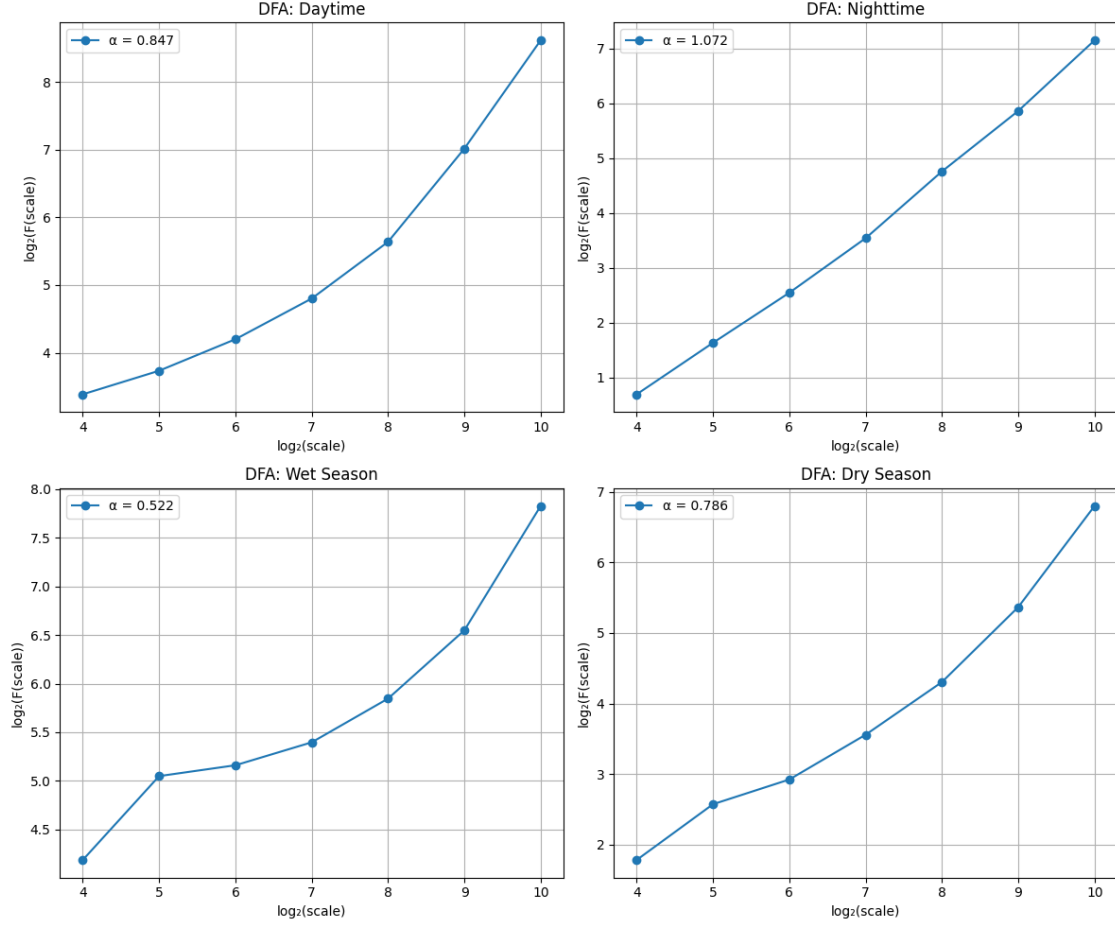 DFA: Daytime
α = 0.847
8
7
6
5
4
log₂(F(scale))
4 5 6 7 8 9 10
log₂(scale)
DFA: Nighttime
α = 1.072
7
6
5
4
3
2
1
log₂(F(scale))
4 5 6 7 8 9 10
log₂(scale)
DFA: Wet Season
α = 0.522
8.0
7.5
7.0
6.5
6.0
5.5
5.0
4.5
log₂(F(scale))
4 5 6 7 8 9 10
log₂(scale)
DFA: Dry Season
α = 0.786
7
6
5
4
3
2
log₂(F(scale))
4 5 6 7 8 9 10
log₂(scale)